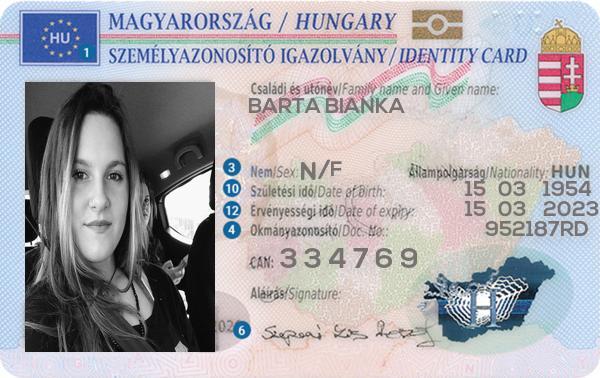 HU 1
MAGYARORSZÁG / HUNGARY
SZEMÉLYAZONOSÍTÓ IGAZOLVÁNY / IDENTITY CARD
Családi és utónév/Family name and Given name:
BARTA BIANKA
3 Nem/Sex: N/F Állampolgárság/Nationality: HUN
10 Születési idő/Date of birth: 15 03 1954
12 Érvényességi idő/Date of expiry: 15 03 2023
4 Okmányazonosító/Doc. No: 952187RD
CAN: 334769
Aláírás/Signature:
6